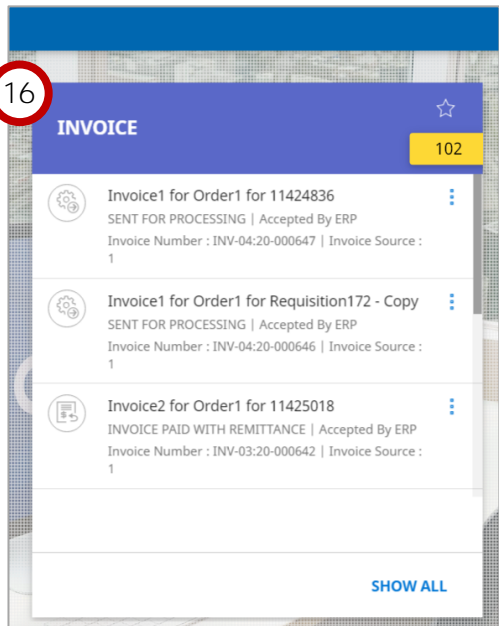 16
INVOICE
102
Invoice1 for Order1 for 11424836
SENT FOR PROCESSING | Accepted By ERP
Invoice Number : INV-04:20-000647 | Invoice Source :
1
Invoice1 for Order1 for Requisition172 - Copy
SENT FOR PROCESSING | Accepted By ERP
Invoice Number : INV-04:20-000646 | Invoice Source :
1
Invoice2 for Order1 for 11425018
INVOICE PAID WITH REMITTANCE | Accepted By ERP
Invoice Number : INV-03:20-000642 | Invoice Source :
1
SHOW ALL